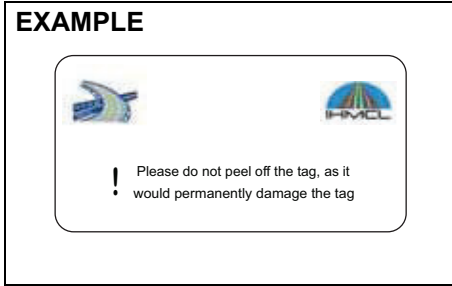 EXAMPLE
IHMCL
! Please do not peel off the tag, as it
would permanently damage the tag